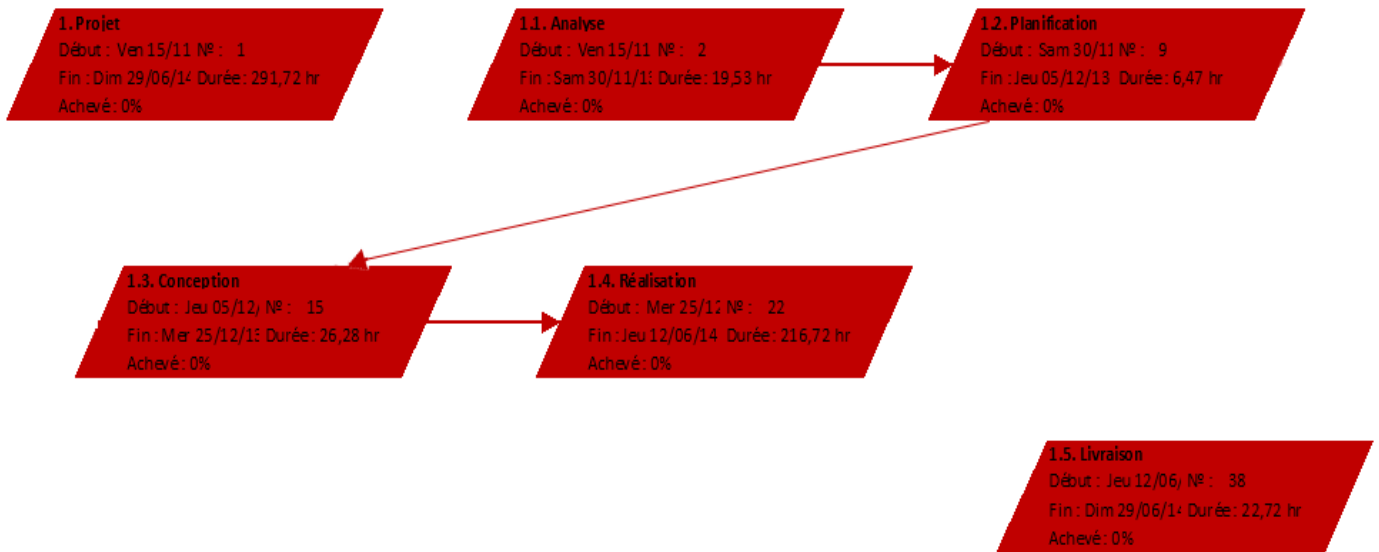 1. Projet
Début : Ven 15/11 Nº : 1
Fin : Dim 29/06/14 Durée : 291,72 hr
Achevé : 0%
1.1. Analyse
Début : Ven 15/11 Nº : 2
Fin : Sam 30/11/13 Durée : 19,53 hr
Achevé : 0%
1.2. Planification
Début : Sam 30/11 Nº : 9
Fin : Jeu 05/12/13 Durée : 6,47 hr
Achevé : 0%
1.3. Conception
Début : Jeu 05/12/ Nº : 15
Fin : Mer 25/12/13 Durée : 26,28 hr
Achevé : 0%
1.4. Réalisation
Début : Mer 25/12 Nº : 22
Fin : Jeu 12/06/14 Durée : 216,72 hr
Achevé : 0%
1.5. Livraison
Début : Jeu 12/06/ Nº : 38
Fin : Dim 29/06/14 Durée : 22,72 hr
Achevé : 0%